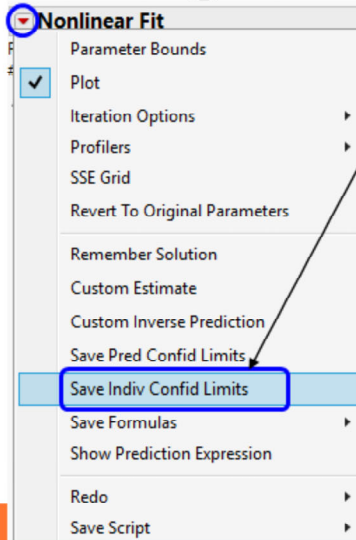 Nonlinear Fit
Parameter Bounds
Plot
Iteration Options
Profilers
SSE Grid
Revert To Original Parameters
Remember Solution
Custom Estimate
Custom Inverse Prediction
Save Pred Confid Limits
Save Indiv Confid Limits
Save Formulas
Show Prediction Expression
Redo
Save Script